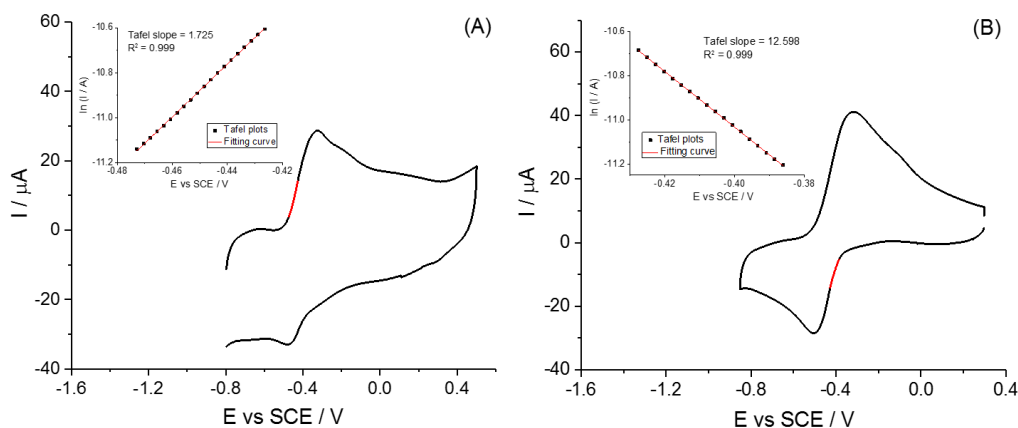 (A)
60
40
20
0
-20
-40
I / μA
-1.6
-1.2
-0.8
-0.4
0.0
0.4
E vs SCE / V
Tafel slope = 1.725
R² = 0.999
-10.6
-10.8
-11.0
-11.2
ln (I / A)
Tafel plots
Fitting curve
-0.48
-0.46
-0.44
-0.42
E vs SCE / V
(B)
60
40
20
0
-20
-40
I / μA
-1.6
-1.2
-0.8
-0.4
0.0
0.4
E vs SCE / V
Tafel slope = 12.598
R² = 0.999
-10.6
-10.8
-11.0
-11.2
ln (I / A)
Tafel plots
Fitting curve
-0.42
-0.40
-0.38
E vs SCE / V